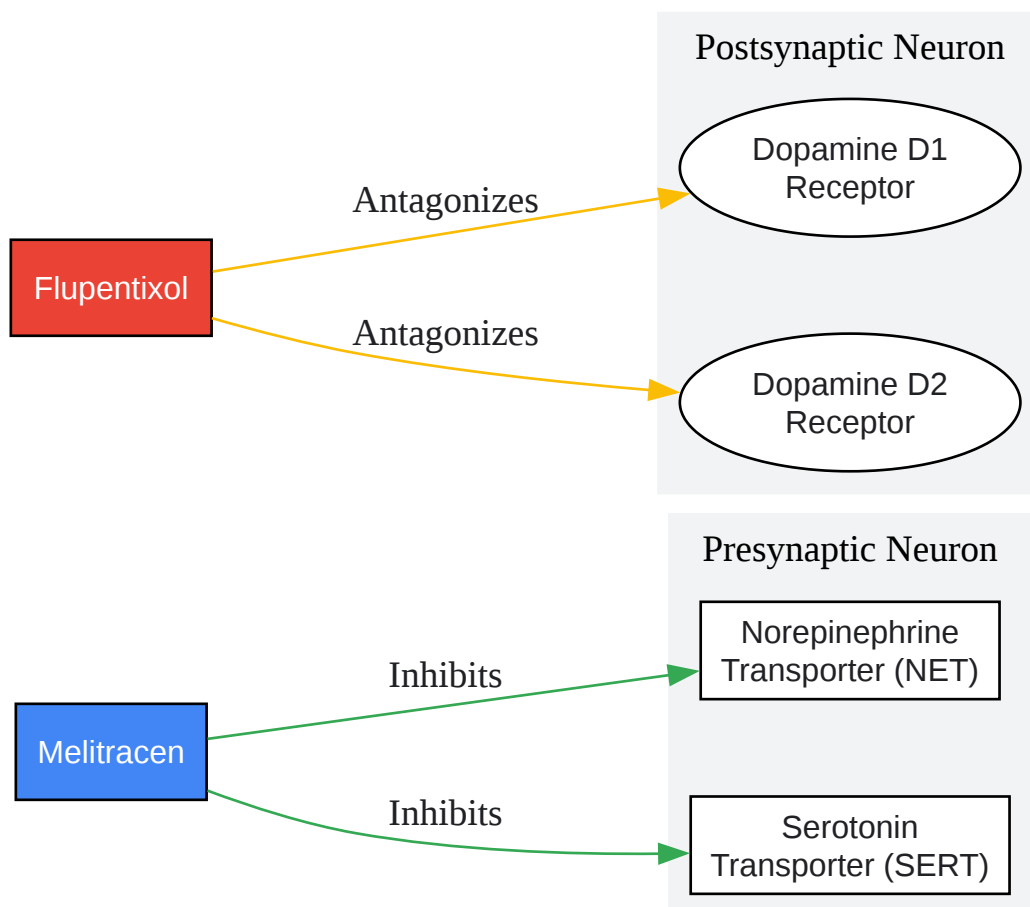 Postsynaptic Neuron
Dopamine D1
Receptor
Antagonizes
Flupentixol
Antagonizes
Dopamine D2
Receptor
Presynaptic Neuron
Norepinephrine
Transporter (NET)
Inhibits
Melitracen
Inhibits
Serotonin
Transporter (SERT)